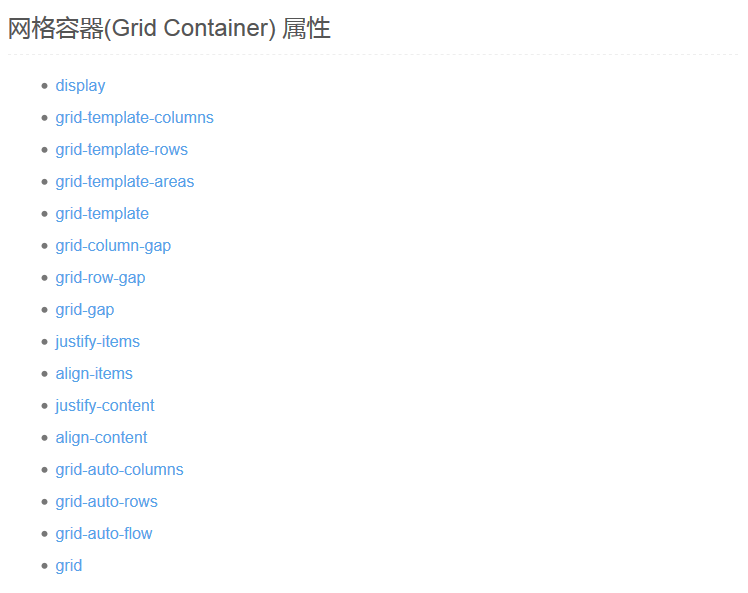 网格容器(Grid Container) 属性
display
grid-template-columns
grid-template-rows
grid-template-areas
grid-template
grid-column-gap
grid-row-gap
grid-gap
justify-items
align-items
justify-content
align-content
grid-auto-columns
grid-auto-rows
grid-auto-flow
grid